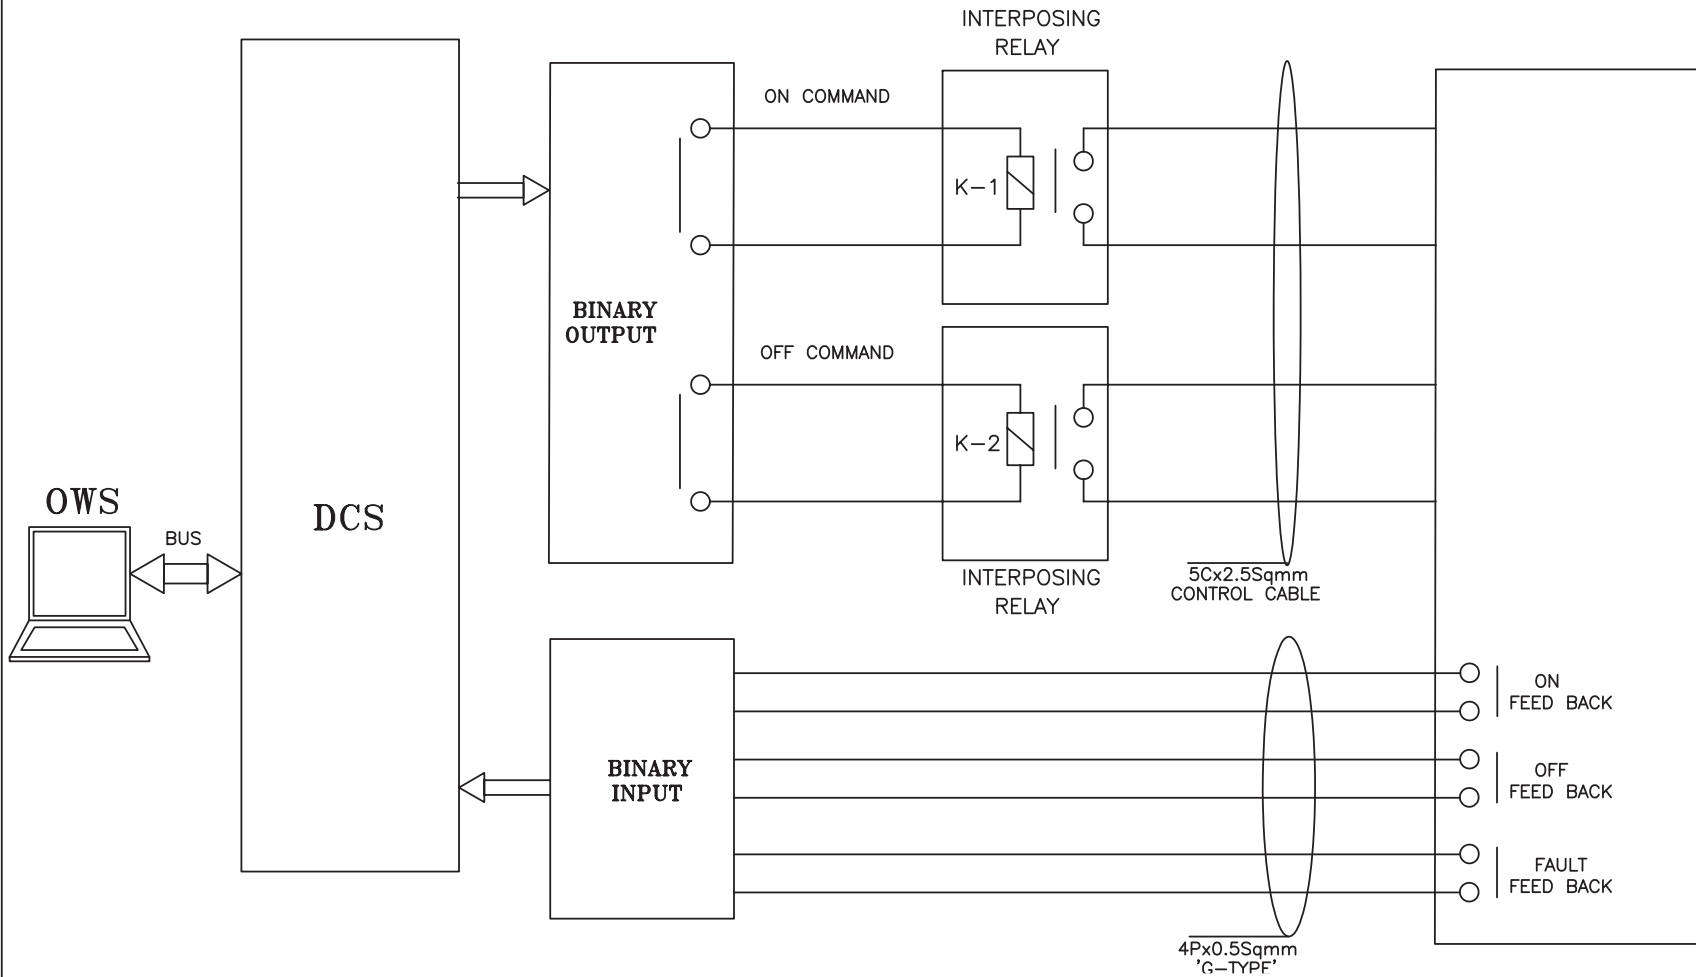 INTERPOSING
RELAY
ON COMMAND
K-1
BINARY
OUTPUT
OFF COMMAND
K-2
OWS
BUS
DCS
INTERPOSING
RELAY
5Cx2.5Sqmm
CONTROL CABLE
BINARY
INPUT
ON
FEED BACK
OFF
FEED BACK
FAULT
FEED BACK
4Px0.5Sqmm
'G-TYPE'